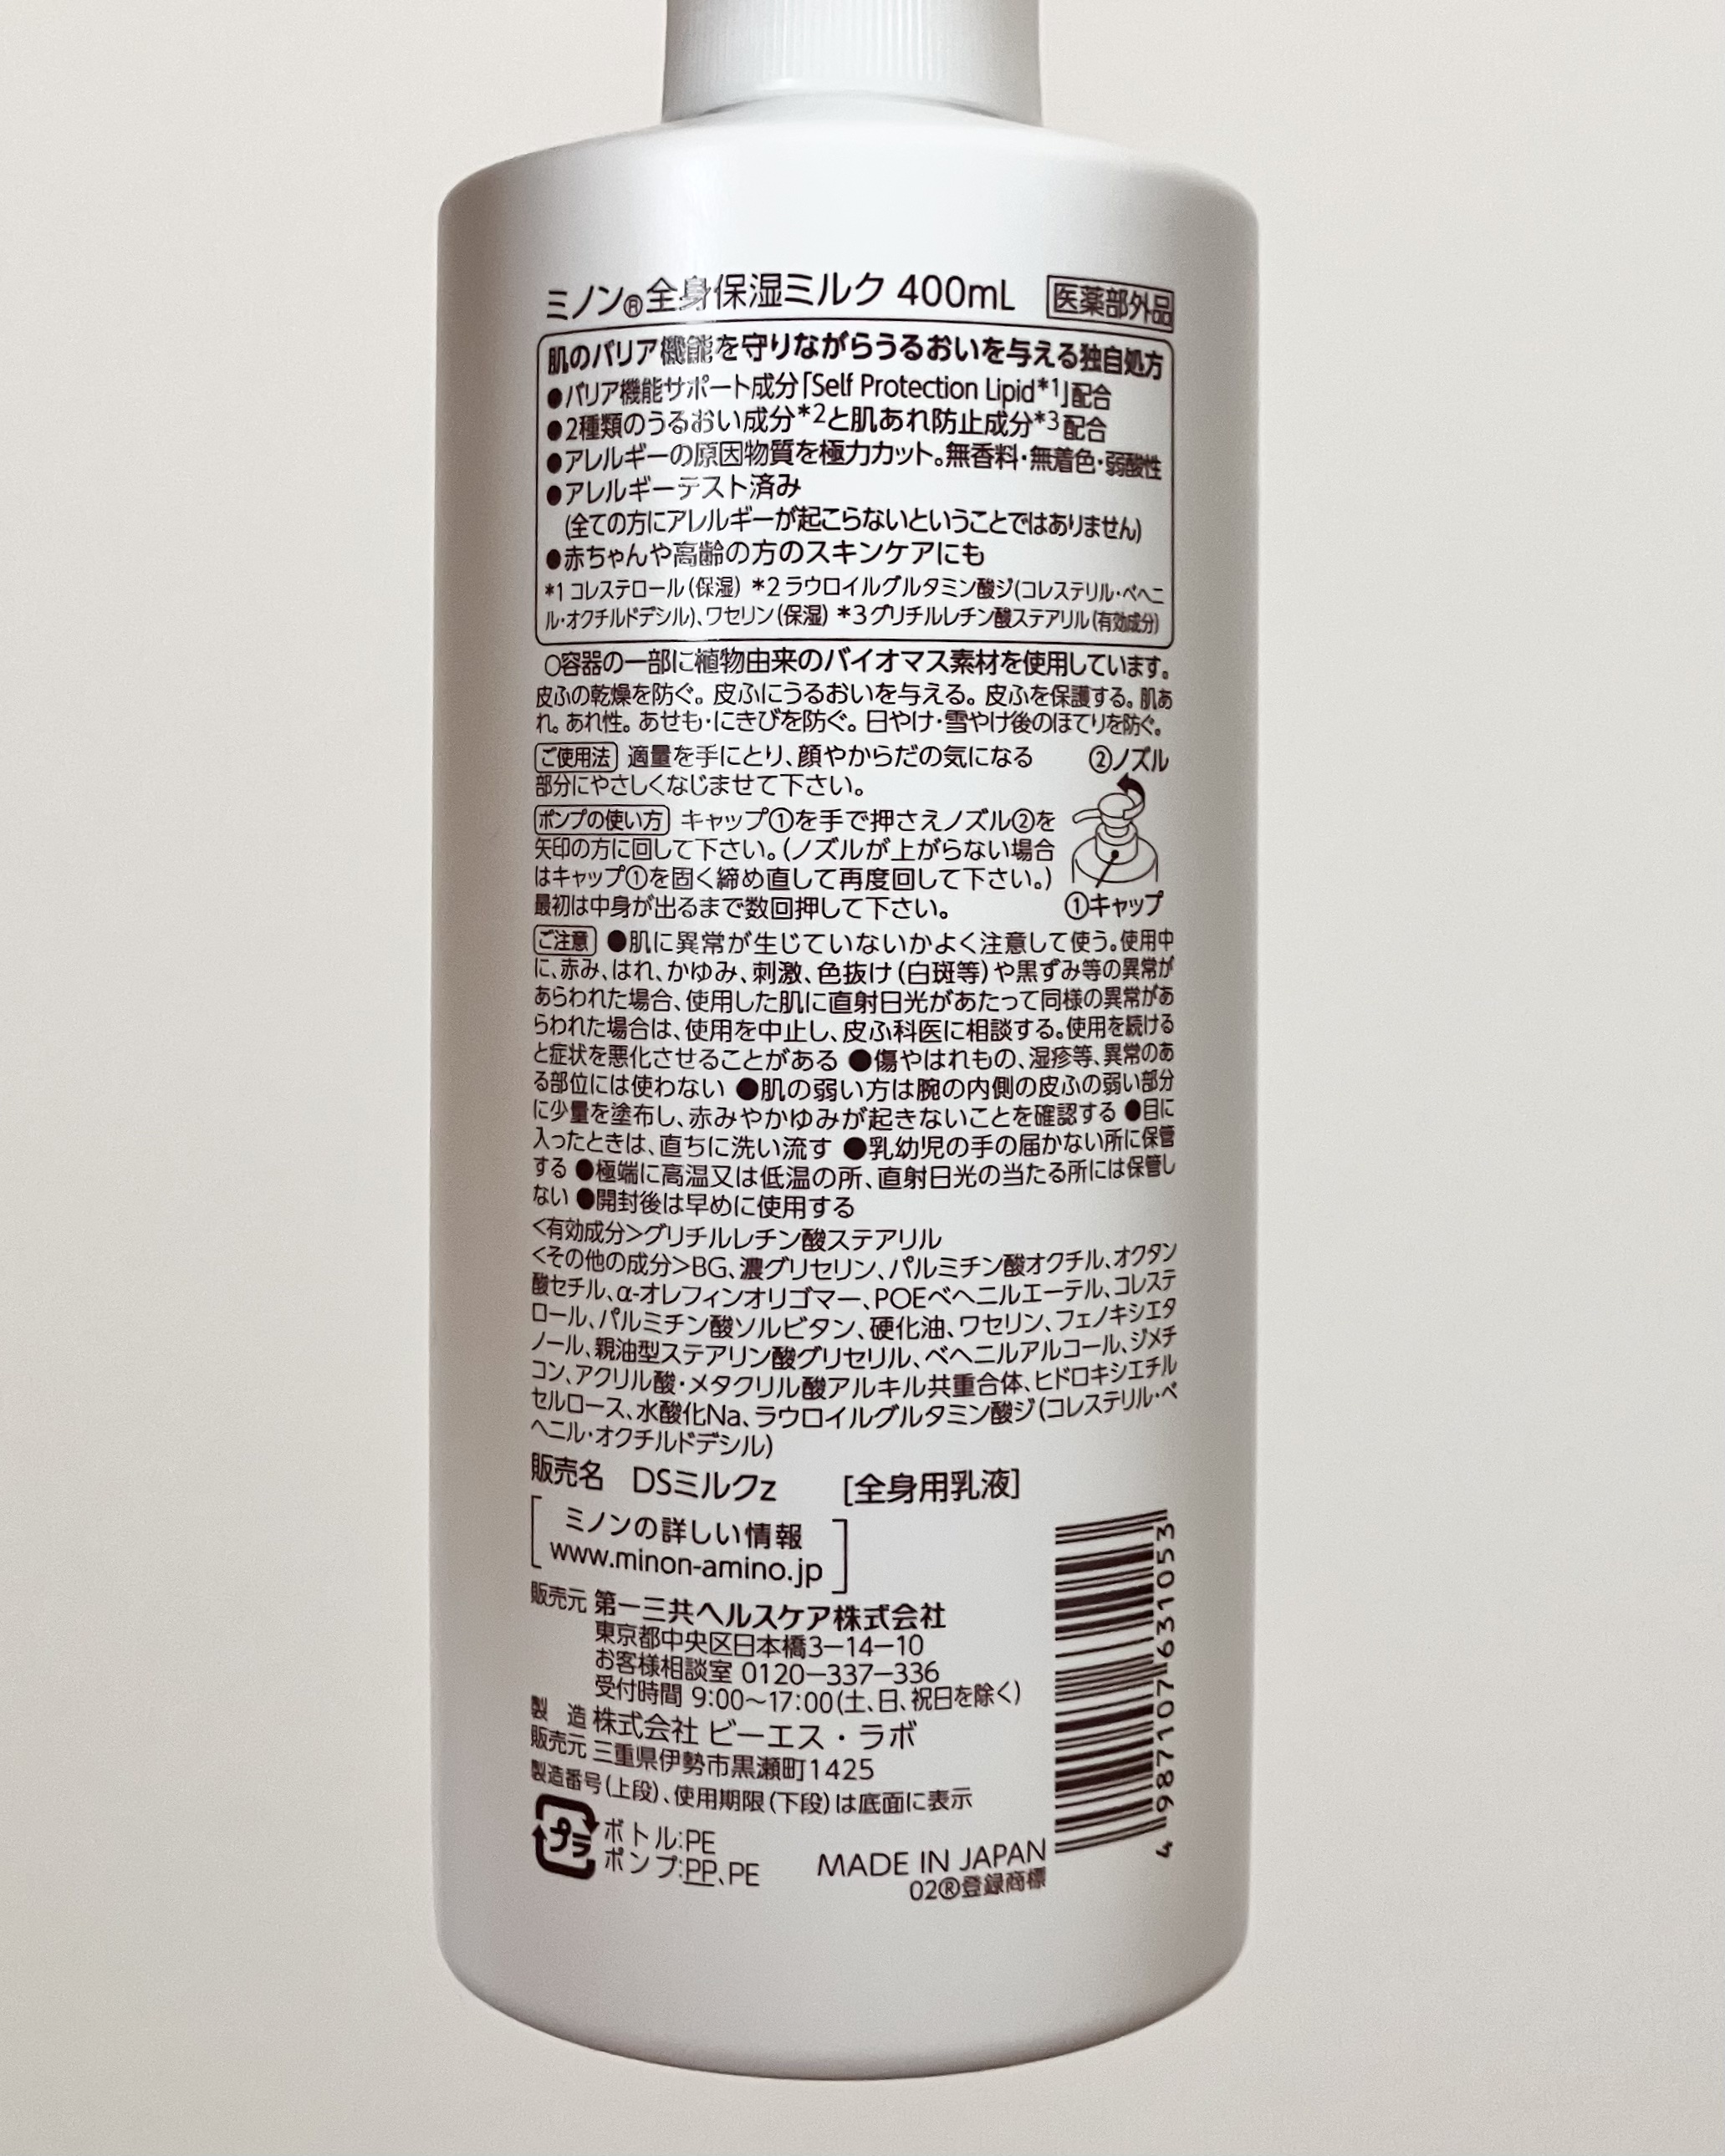 ミノン®全身保湿ミルク 400mL 医薬部外品
肌のバリア機能を守りながらうるおいを与える独自処方
●バリア機能サポート成分「Self Protection Lipid*1」配合
●2種類のうるおい成分*2と肌あれ防止成分*3配合
●アレルギーの原因物質を極力カット。無香料・無着色・弱酸性
●アレルギーテスト済み
(全ての方にアレルギーが起こらないということではありません)
●赤ちゃんや高齢の方のスキンケアにも
*1 コレステロール(保湿) *2 ラウロイルグルタミン酸ジ(コレステリル・ベヘニ
ル・オクチルドデシル)、ワセリン(保湿) *3 グリチルレチン酸ステアリル(有効成分)
○容器の一部に植物由来のバイオマス素材を使用しています。
皮ふの乾燥を防ぐ。皮ふにうるおいを与える。皮ふを保護する。肌あ
れ。あれ性。あせも・にきびを防ぐ。日やけ・雪やけ後のほてりを防ぐ。
ご使用法 適量を手にとり、顔やからだの気になる
部分にやさしくなじませて下さい。
ポンプの使い方 キャップ①を手で押さえノズル②を
矢印の方に回して下さい。(ノズルが上がらない場合
はキャップ①を固く締め直して再度回して下さい。)
最初は中身が出るまで数回押して下さい。
②ノズル
①キャップ
ご注意 ●肌に異常が生じていないかよく注意して使う。使用中
に、赤み、はれ、かゆみ、刺激、色抜け(白斑等)や黒ずみ等の異常が
あらわれた場合、使用した肌に直射日光があたって同様の異常があ
らわれた場合は、使用を中止し、皮ふ科医に相談する。使用を続ける
と症状を悪化させることがある ●傷やはれもの、湿疹等、異常のあ
る部位には使わない ●肌の弱い方は腕の内側の皮ふの弱い部分
に少量を塗布し、赤みやかゆみが起きないことを確認する ●目に
入ったときは、直ちに洗い流す ●乳幼児の手の届かない所に保管
する ●極端に高温又は低温の所、直射日光の当たる所には保管し
ない ●開封後は早めに使用する
<有効成分>グリチルレチン酸ステアリル
<その他の成分>BG、濃グリセリン、パルミチン酸オクチル、オクタン
酸セチル、α-オレフィンオリゴマー、POEベヘニルエーテル、コレステ
ロール、パルミチン酸ソルビタン、硬化油、ワセリン、フェノキシエタ
ノール、親油型ステアリン酸グリセリル、ベヘニルアルコール、ジメチ
コン、アクリル酸・メタクリル酸アルキル共重合体、ヒドロキシエチル
セルロース、水酸化Na、ラウロイルグルタミン酸ジ(コレステリル・ベ
ヘニル・オクチルドデシル)
販売名 DSミルクz [全身用乳液]
ミノンの詳しい情報
www.minon-amino.jp
販売元 第一三共ヘルスケア株式会社
東京都中央区日本橋3-14-10
お客様相談室 0120-337-336
受付時間 9:00~17:00(土、日、祝日を除く)
製 造 株式会社 ビーエス・ラボ
販売元 三重県伊勢市黒瀬町1425
製造番号(上段)、使用期限(下段)は底面に表示
プラ
ボトル:PE
ポンプ:PP、PE
MADE IN JAPAN
02®登録商標
4 987107 631053